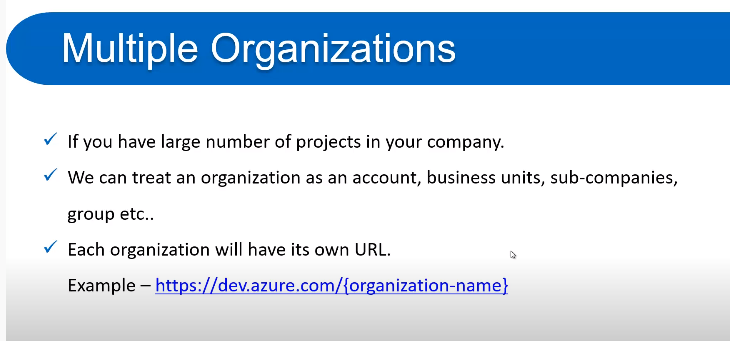 Multiple Organizations
✓ If you have large number of projects in your company.
✓ We can treat an organization as an account, business units, sub-companies,
group etc..
✓ Each organization will have its own URL.
Example – https://dev.azure.com/{organization-name}